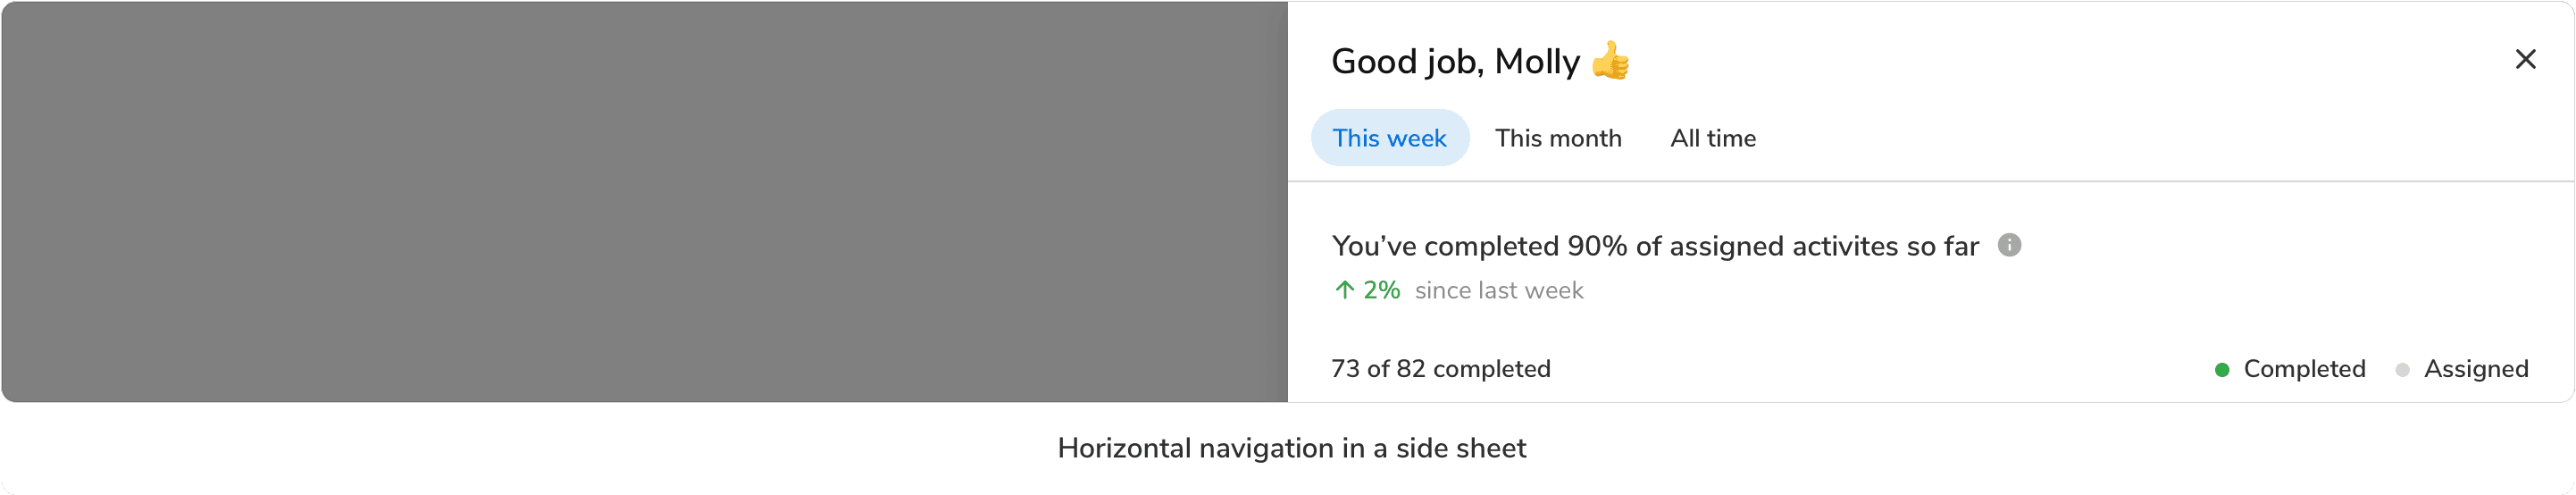 Good job, Molly 👍
This week This month All time
You’ve completed 90% of assigned activites so far
↑ 2% since last week
73 of 82 completed Completed Assigned
Horizontal navigation in a side sheet